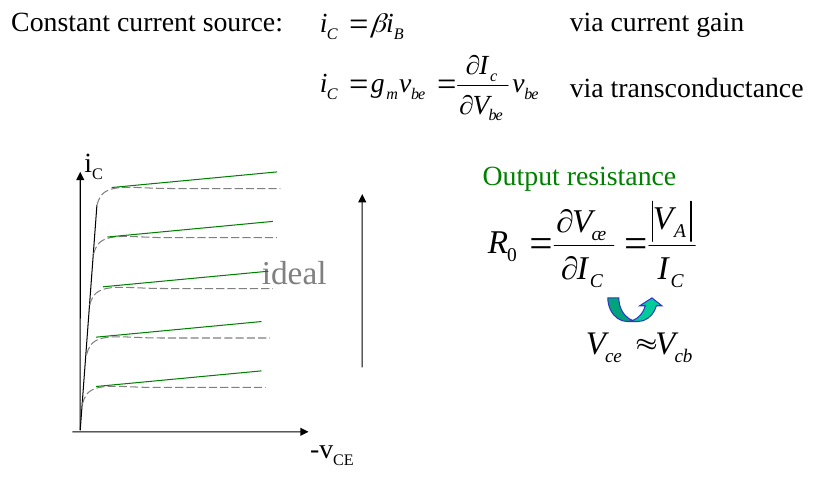 Constant current source: i_C = βi_B via current gain
i_C = g_m v_be = ∂I_c / ∂V_be v_be via transconductance
i_C
Output resistance
R_0 = ∂V_ce / ∂I_C = |V_A| / I_C
ideal
V_ce ≈ V_cb
-v_CE